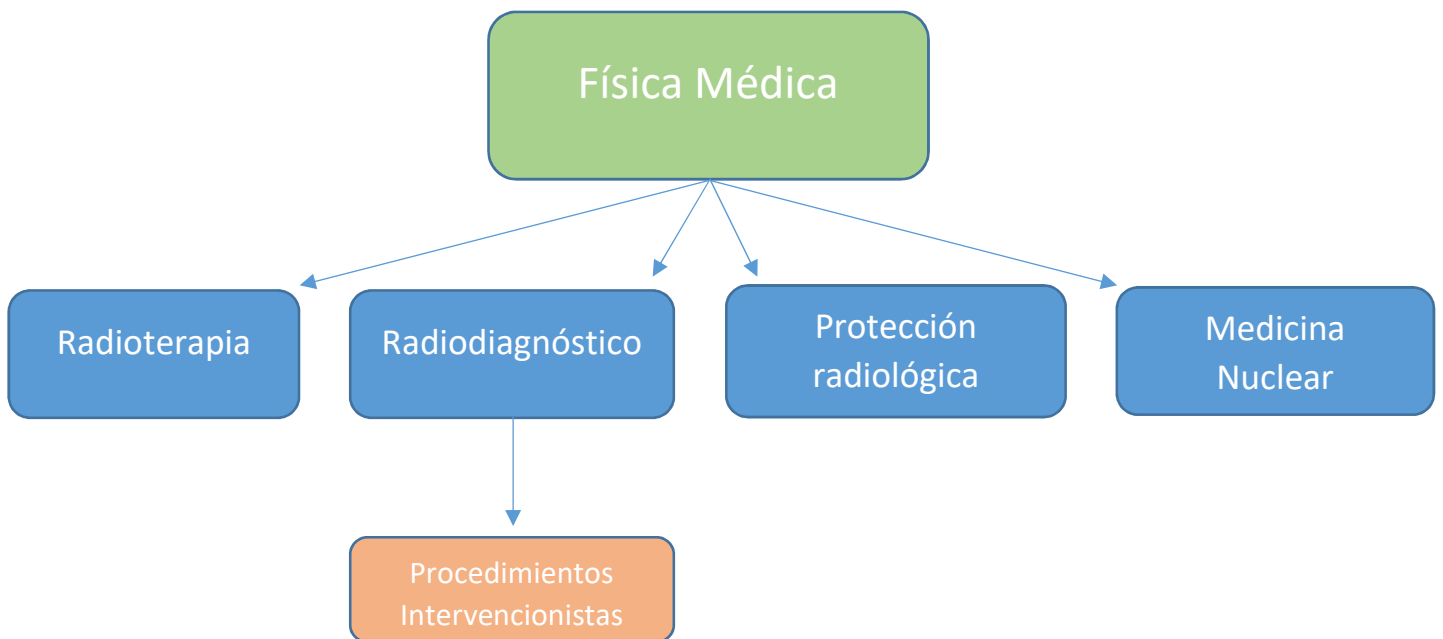 Física Médica
Radioterapia
Radiodiagnóstico
Protección
radiológica
Medicina
Nuclear
Procedimientos
Intervencionistas